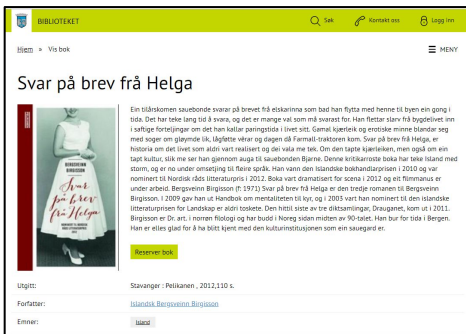 BIBLIOTEKET
Søk
Kontakt oss
Logg inn
Hjem » Vis bok
MENY
Svar på brev frå Helga
BERGSVEINN
BIRGISSON
Svar
på brev
frå Helga
Ein tilårskomen sauebonde svarar på brevet frå elskarinna som bad han flytta med henne til byen ein gong i
tida. Det har teke lang tid å svara, og det er mange val som må svarast for. Han flettar slarv frå bygdelivet inn
i saftige forteljingar om det han kallar paringstida i livet sitt. Gamal kjærleik og erotiske minne blandar seg
med soger om gløymde lik, lågføtte vêrar og dagen då Farmall-traktoren kom. Svar på brev frå Helga, er
historia om det livet som aldri vart realisert og dei vala me tek. Om den tapte kjærleiken, men også om ein
tapt kultur, slik me ser han gjennom auga til sauebonden Bjarne. Denne kritikarroste boka har teke Island med
storm, og er no under omsetjing til fleire språk. Han vann den Islandske bokhandlarprisen i 2010 og var
nominert til Nordisk råds litteraturpris i 2012. Boka vart dramatisert for scena i 2012 og eit filmmanus er
under arbeid. Bergsveinn Birgisson (f. 1971) Svar på brev frå Helga er den tredje romanen til Bergsveinn
Birgisson. I 2009 gav han ut Handbok om mentaliteten til kyr, og i 2003 vart han nominert til den islandske
litteraturprisen for Landskap er aldri toskete. Den hittil siste av tre diktsamlingar, Drauganet, kom ut i 2011.
Birgisson er Dr. art. i norrøn filologi og har budd i Noreg sidan midten av 90-talet. Han bur for tida i Bergen.
Han er elles glad for å ha blitt kjent med den kulturinstitusjonen som ein sauegard er.
Reserver bok
Utgitt: Stavanger : Pelikanen , 2012,110 s.
Forfatter: Islandsk Bergsveinn Birgisson
Emner: Island